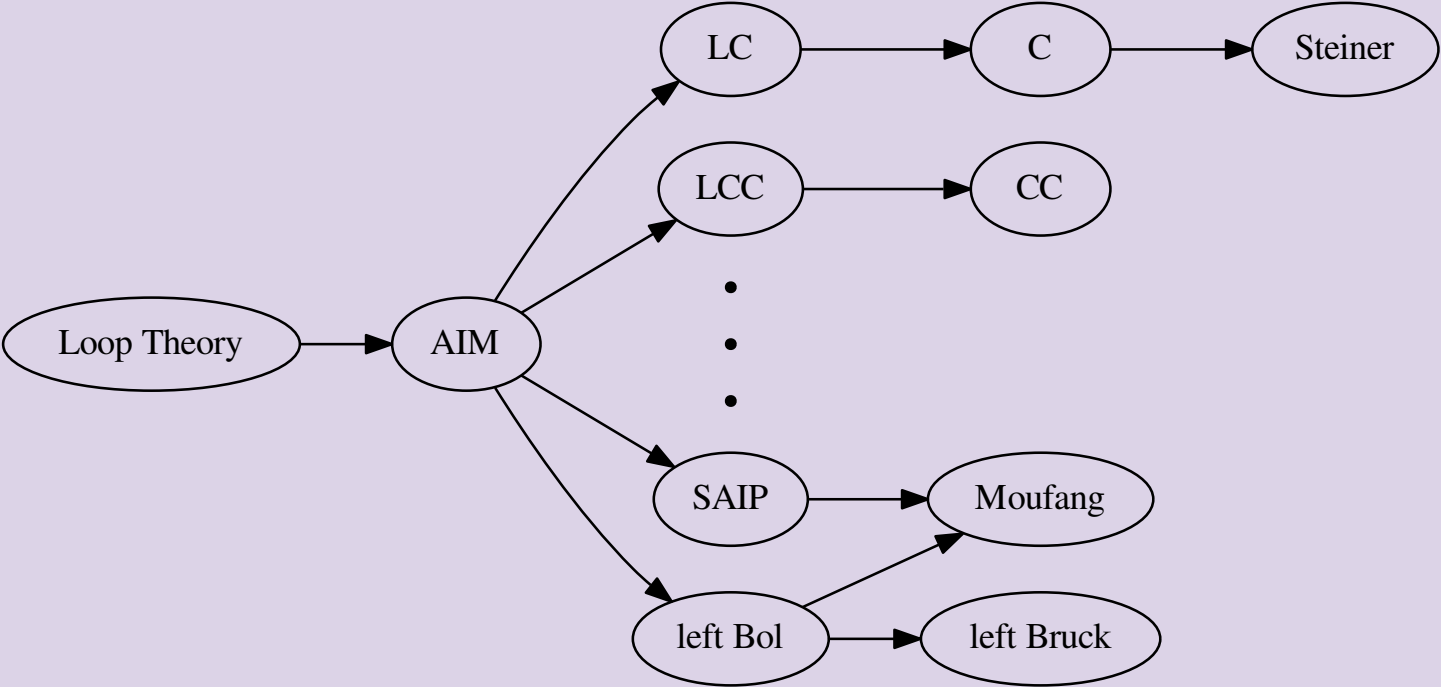 LC
C
Steiner
LCC
CC
Loop Theory
AIM
SAIP
Moufang
left Bol
left Bruck